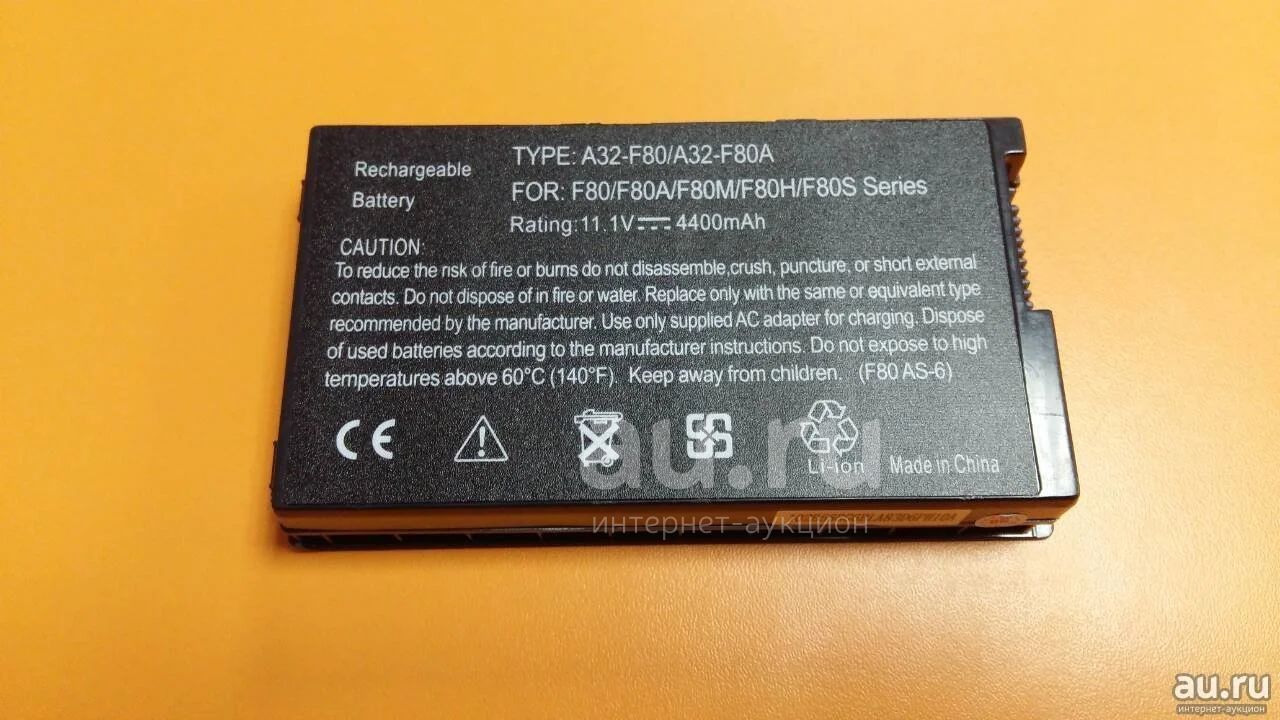 Rechargeable
Battery
TYPE: A32-F80/A32-F80A
FOR: F80/F80A/F80M/F80H/F80S Series
Rating: 11.1V 4400mAh
CAUTION:
To reduce the risk of fire or burns do not disassemble,crush, puncture, or short external
contacts. Do not dispose of in fire or water. Replace only with the same or equivalent type
recommended by the manufacturer. Use only supplied AC adapter for charging. Dispose
of used batteries according to the manufacturer instructions. Do not expose to high
temperatures above 60°C (140°F). Keep away from children. (F80 AS-6)
CE
Li-ion
Made in China
au.ru
интернет-аукцион
au.ru
интернет-аукцион